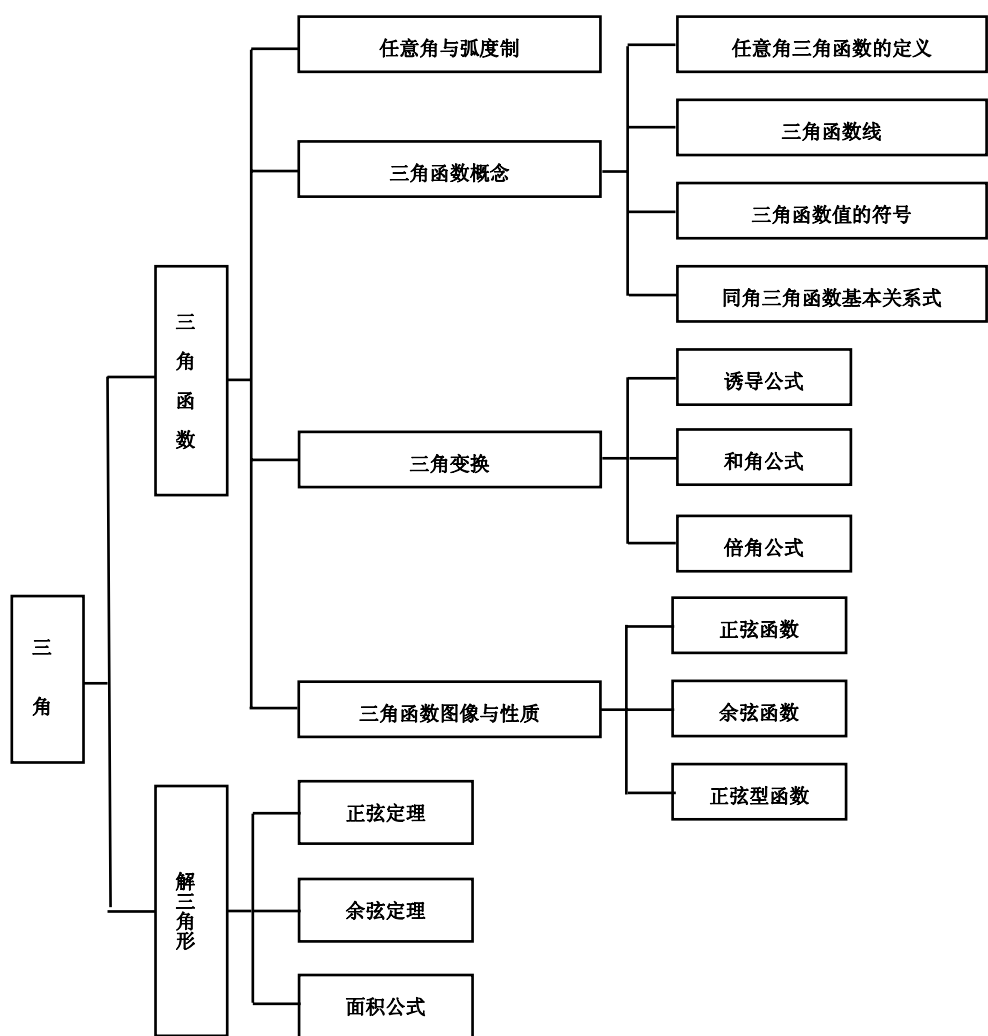 三角
三角函数
任意角与弧度制
三角函数概念
任意角三角函数的定义
三角函数线
三角函数值的符号
同角三角函数基本关系式
三角变换
诱导公式
和角公式
倍角公式
三角函数图像与性质
正弦函数
余弦函数
正弦型函数
解三角形
正弦定理
余弦定理
面积公式